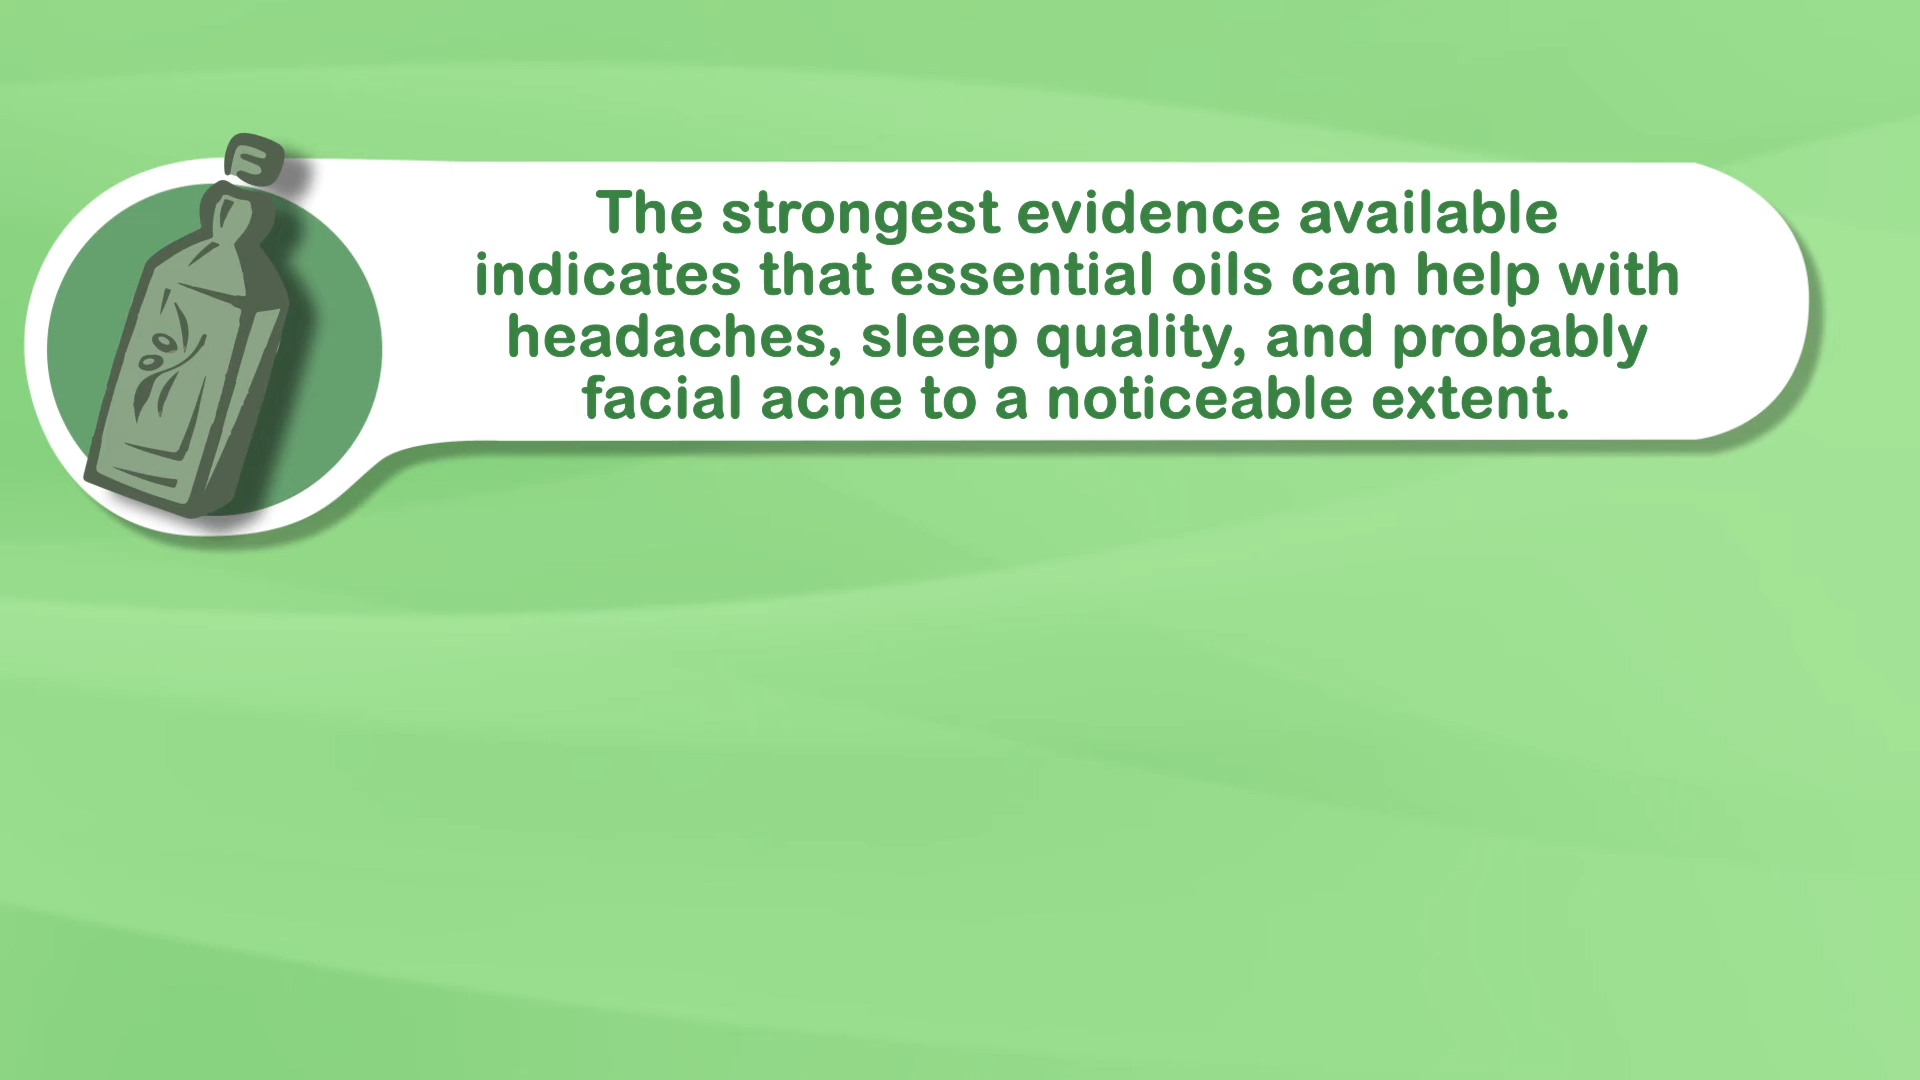 The strongest evidence available
indicates that essential oils can help with
headaches, sleep quality, and probably
facial acne to a noticeable extent.